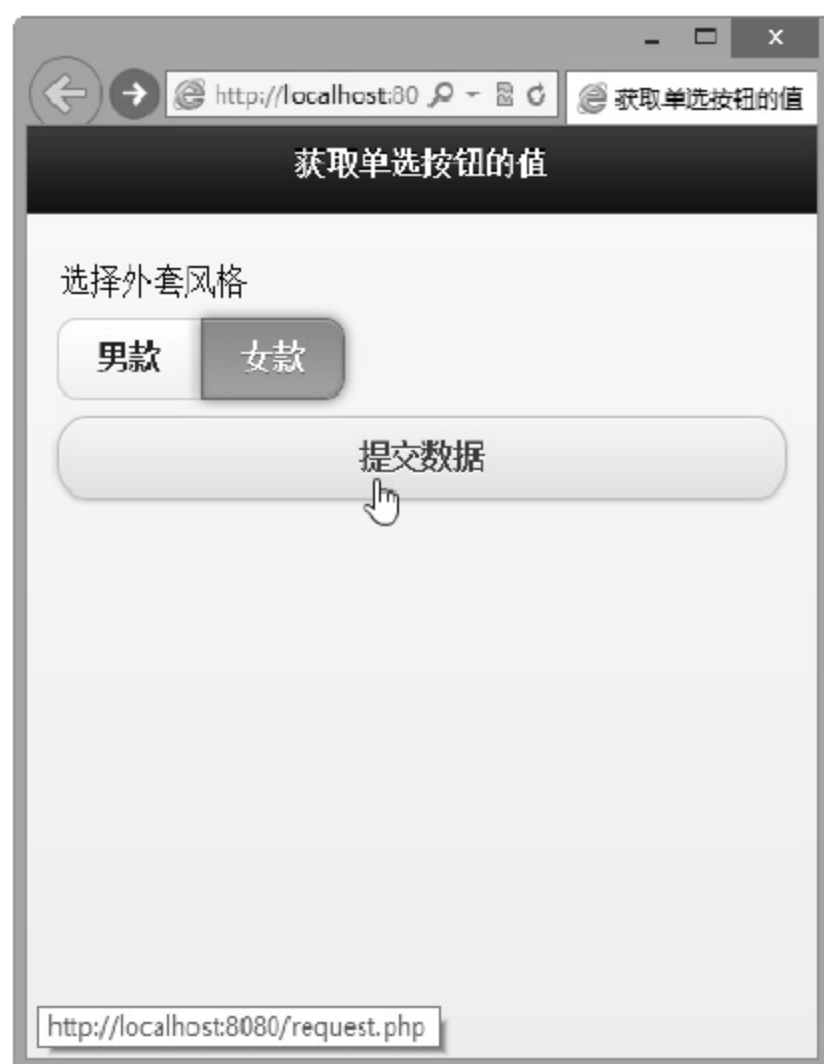 http://localhost:80
获取单选按钮的值
获取单选按钮的值
选择外套风格
男款 女款
提交数据
http://localhost:8080/request.php